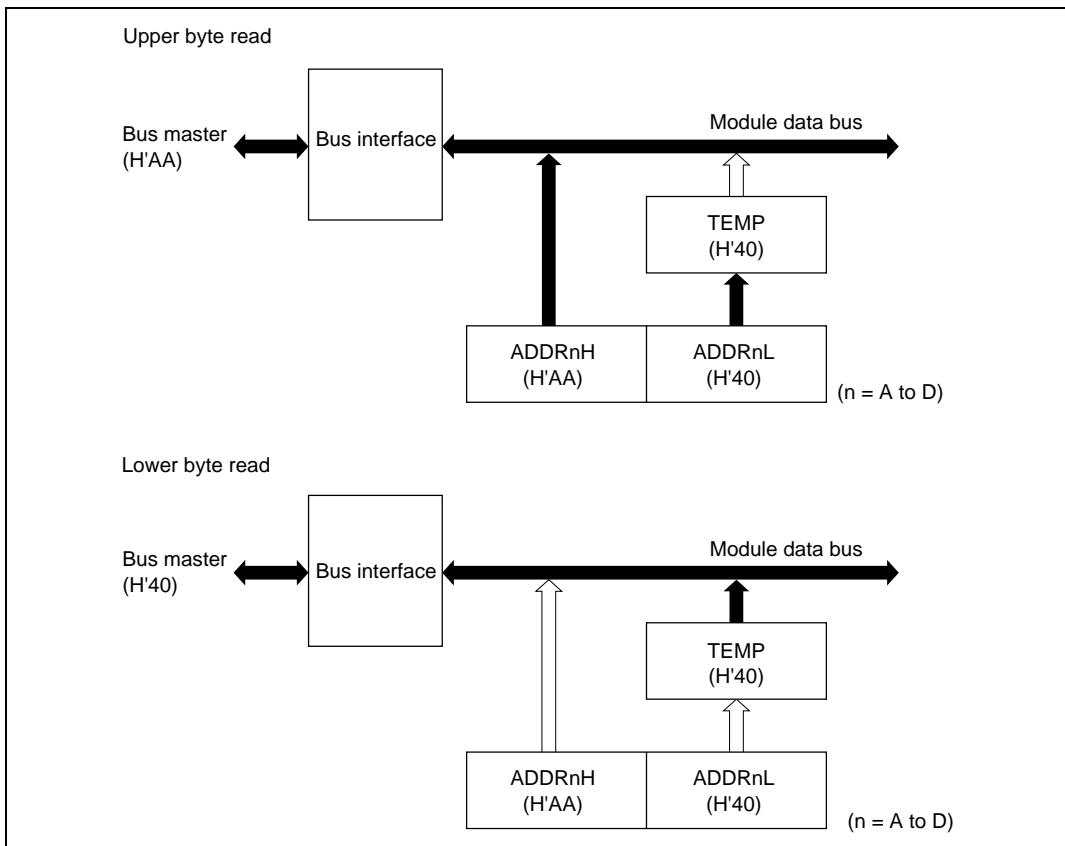 Upper byte read
Bus master
(H'AA)
Bus interface
Module data bus
TEMP
(H'40)
ADDRnH
(H'AA)
ADDRnL
(H'40)
(n = A to D)
Lower byte read
Bus master
(H'40)
Bus interface
Module data bus
TEMP
(H'40)
ADDRnH
(H'AA)
ADDRnL
(H'40)
(n = A to D)